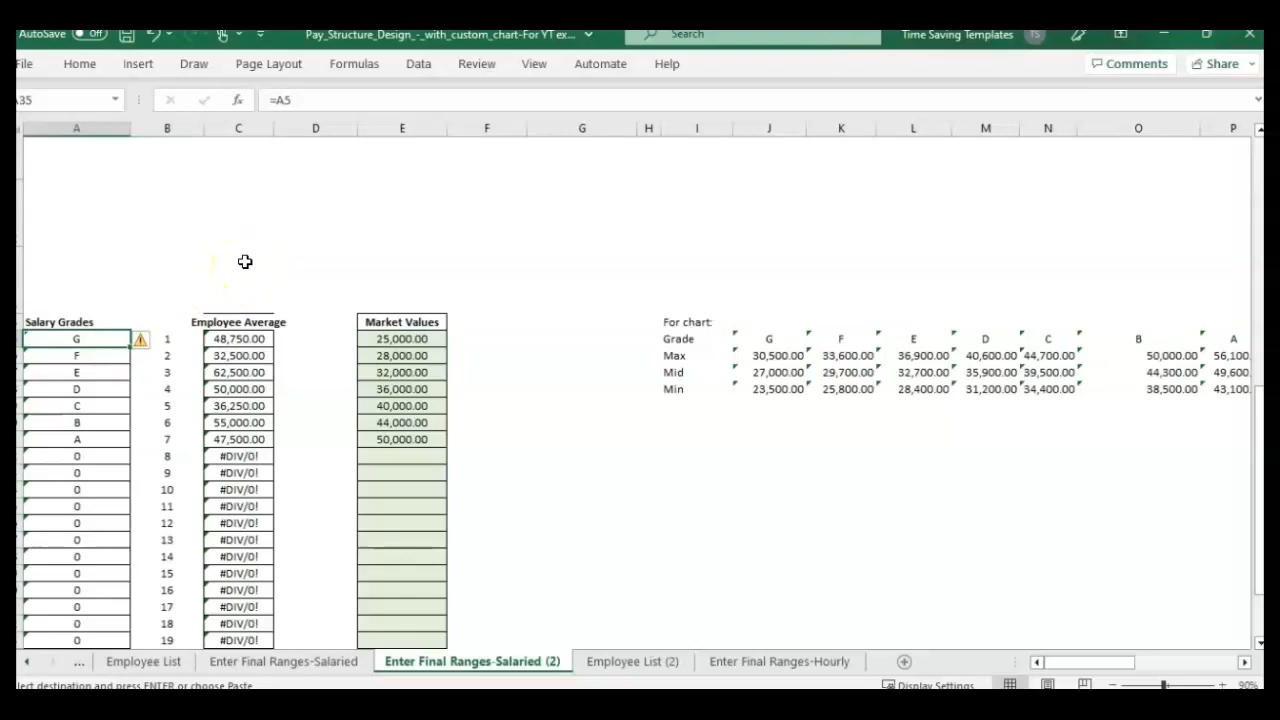 AutoSave Off Pay_Structure_Design_-_with_custom_chart-For YT ex... Search Time Saving Templates TS
File Home Insert Draw Page Layout Formulas Data Review View Automate Help Comments Share
A35 fx =A5
A B C D E F G H I J K L M N O P
Salary Grades Employee Average Market Values For chart:
G 1 48,750.00 25,000.00 Grade G F E D C B A
F 2 32,500.00 28,000.00 Max 30,500.00 33,600.00 36,900.00 40,600.00 44,700.00 50,000.00 56,100.
E 3 62,500.00 32,000.00 Mid 27,000.00 29,700.00 32,700.00 35,900.00 39,500.00 44,300.00 49,600.
D 4 50,000.00 36,000.00 Min 23,500.00 25,800.00 28,400.00 31,200.00 34,400.00 38,500.00 43,100.
C 5 36,250.00 40,000.00
B 6 55,000.00 44,000.00
A 7 47,500.00 50,000.00
0 8 #DIV/0!
0 9 #DIV/0!
0 10 #DIV/0!
0 11 #DIV/0!
0 12 #DIV/0!
0 13 #DIV/0!
0 14 #DIV/0!
0 15 #DIV/0!
0 16 #DIV/0!
0 17 #DIV/0!
0 18 #DIV/0!
0 19 #DIV/0!
... Employee List Enter Final Ranges-Salaried Enter Final Ranges-Salaried (2) Employee List (2) Enter Final Ranges-Hourly
lect destination and press ENTER or choose Paste Display Settings 90%